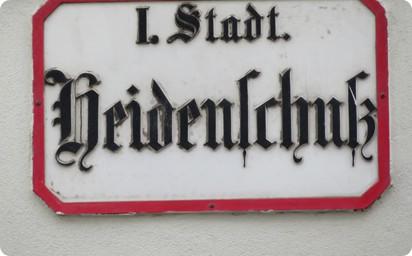 I. Stadt.
Heidenschuß